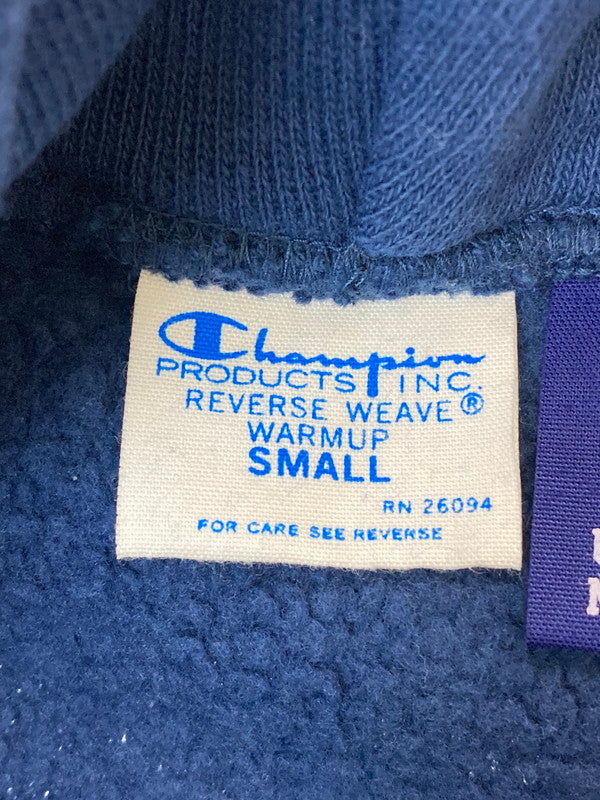 Champion
PRODUCTS INC.
REVERSE WEAVE®
WARMUP
SMALL
RN 26094
FOR CARE SEE REVERSE